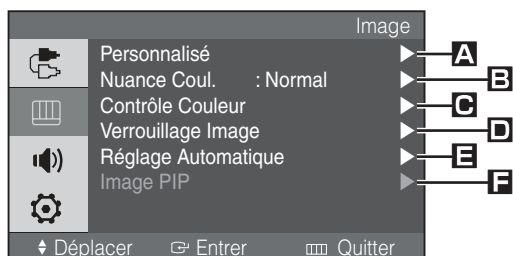 Image
Personnalisé A
Nuance Coul. : Normal B
Contrôle Couleur C
Verrouillage Image D
Réglage Automatique E
Image PIP F
Déplacer Entrer Quitter